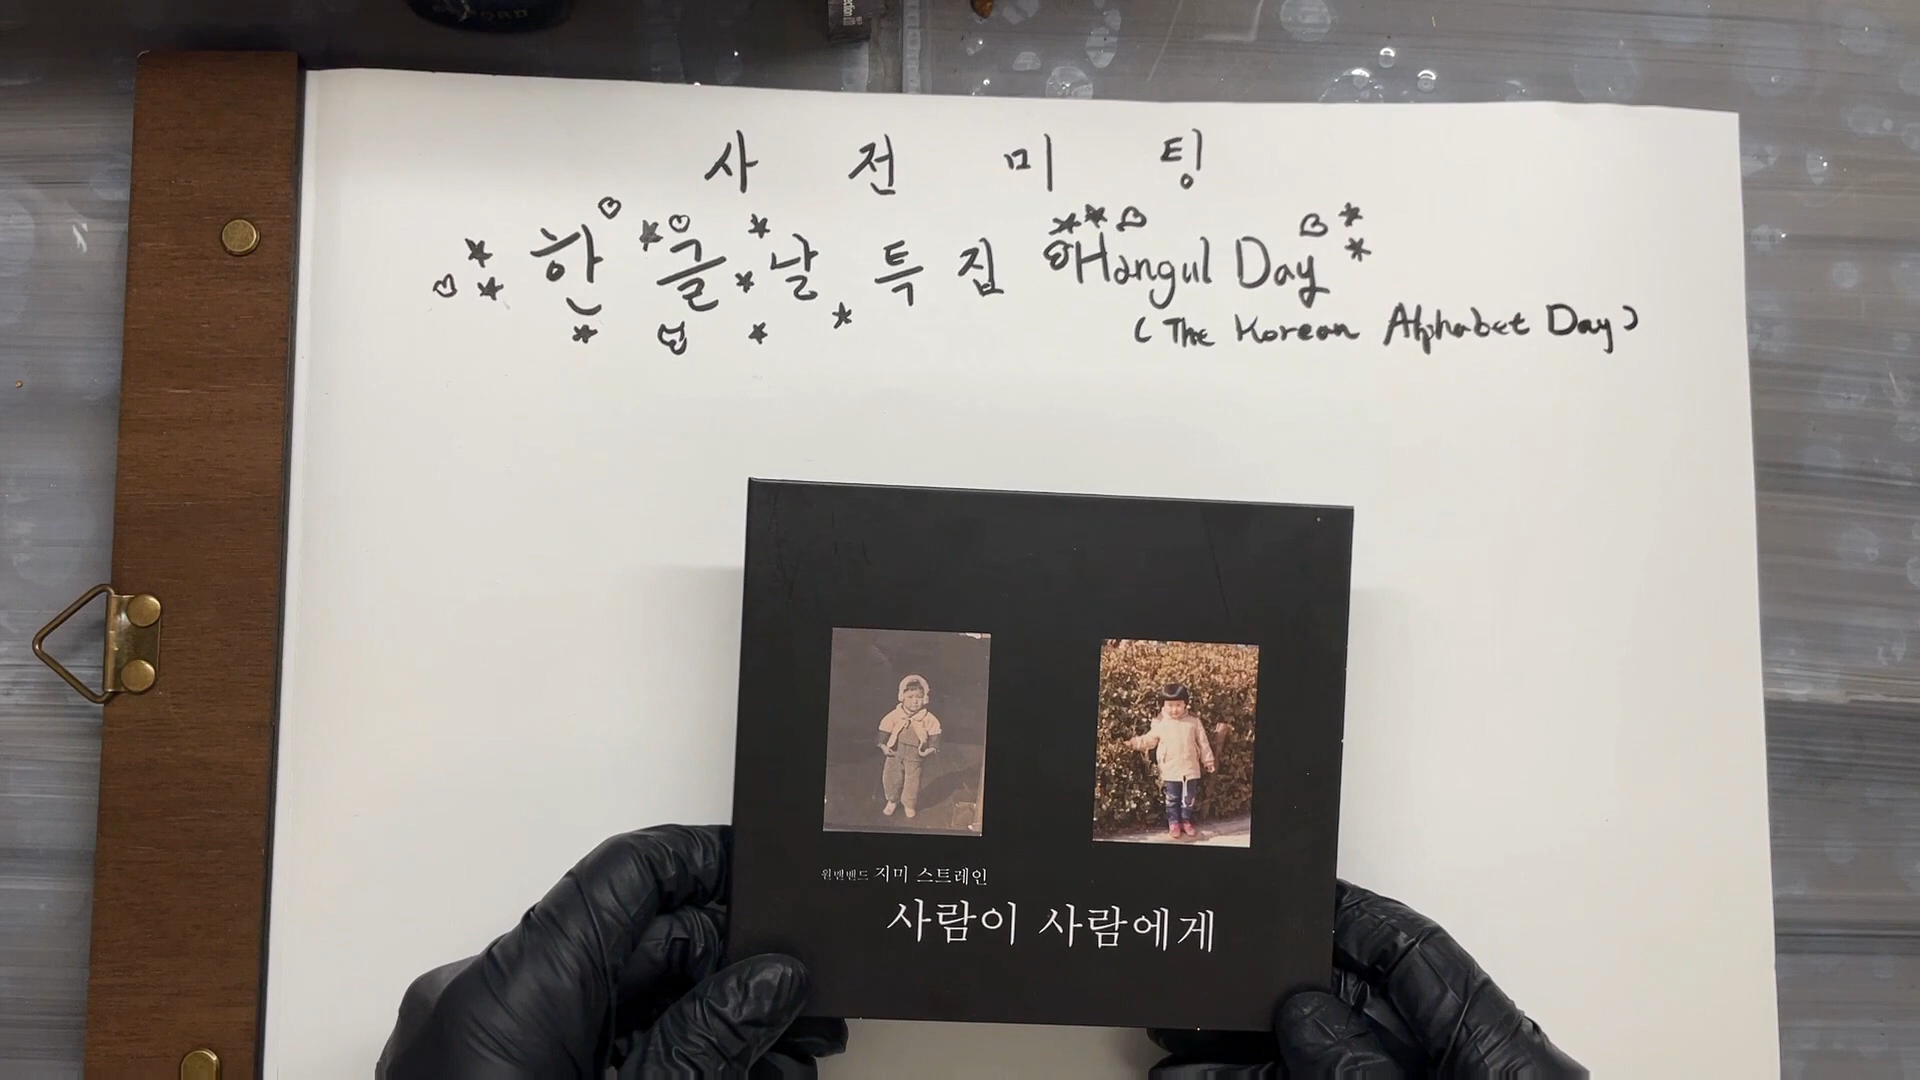 사전미팅
한글날 특집 Hangul Day
(The Korean Alphabet Day)
원맨밴드 지미 스트레인
사람이 사람에게